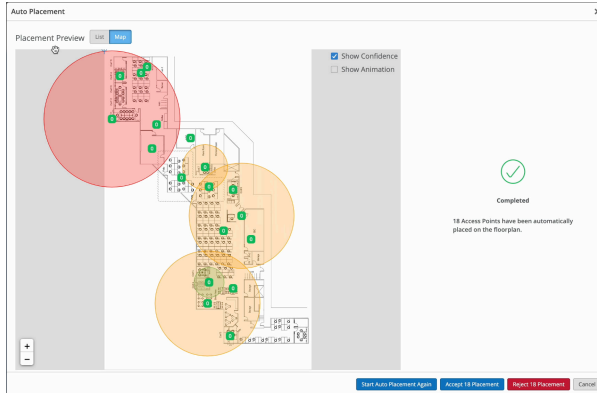 Auto Placement
Placement Preview List Map
Show Confidence
Show Animation
Completed
18 Access Points have been automatically
placed on the floorplan.
+
−
Start Auto Placement Again Accept 18 Placement Reject 18 Placement Cancel